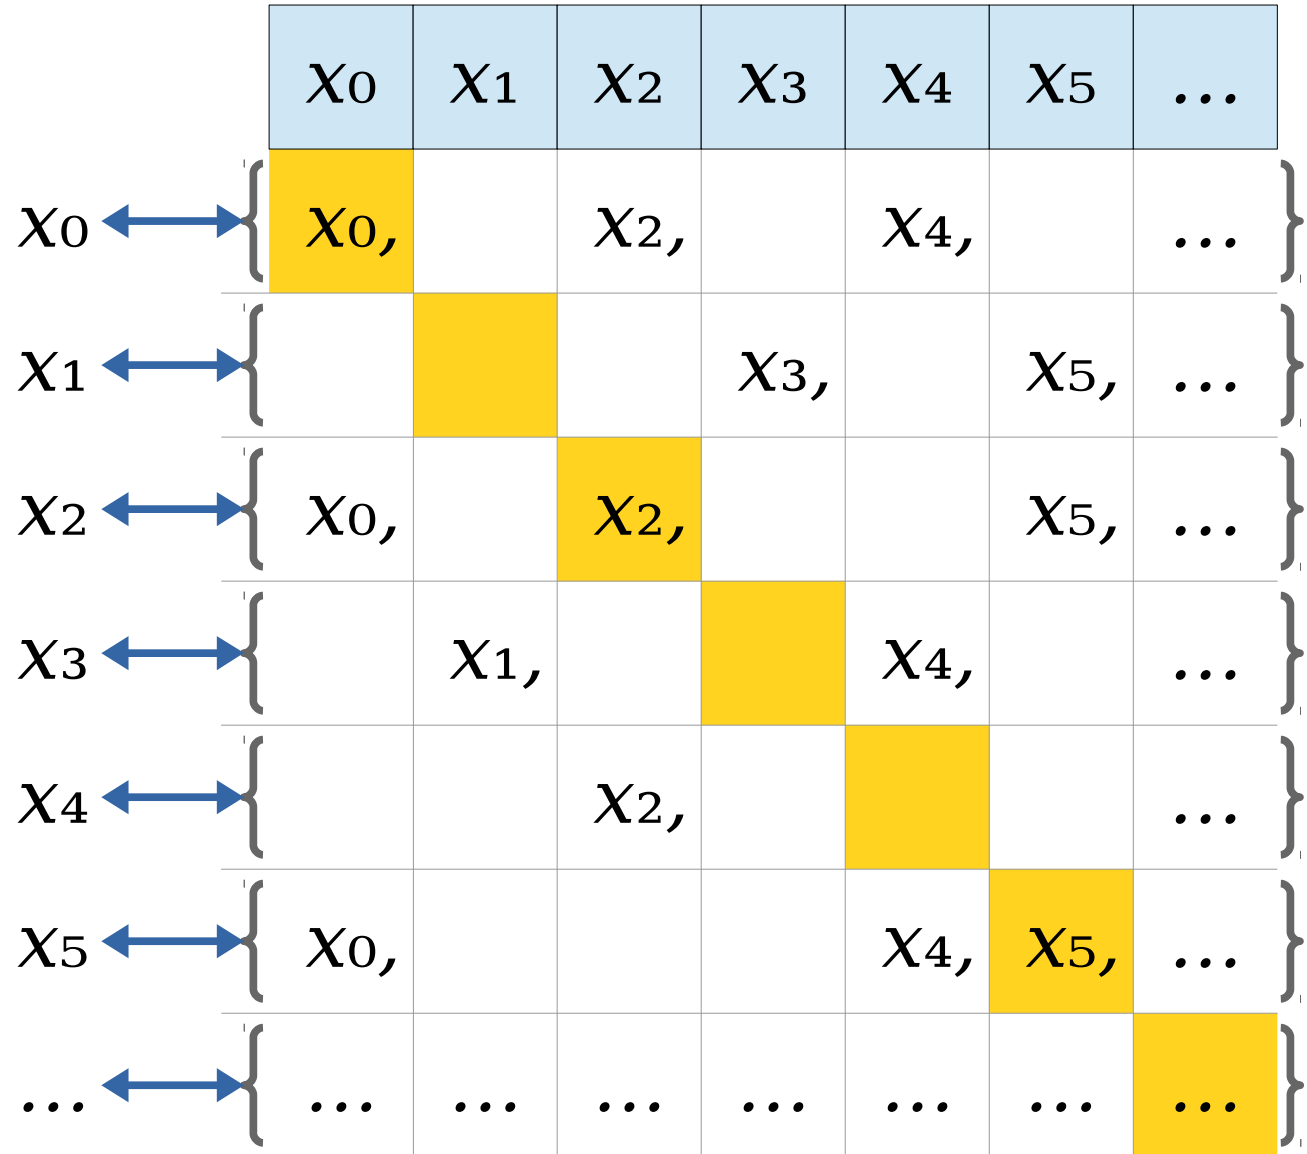 x₀ x₁ x₂ x₃ x₄ x₅ ...
x₀ { x₀, x₂, x₄, ... }
x₁ { x₃, x₅, ... }
x₂ { x₀, x₂, x₅, ... }
x₃ { x₁, x₄, ... }
x₄ { x₂, ... }
x₅ { x₀, x₄, x₅, ... }
... { ... ... ... ... ... ... ... }